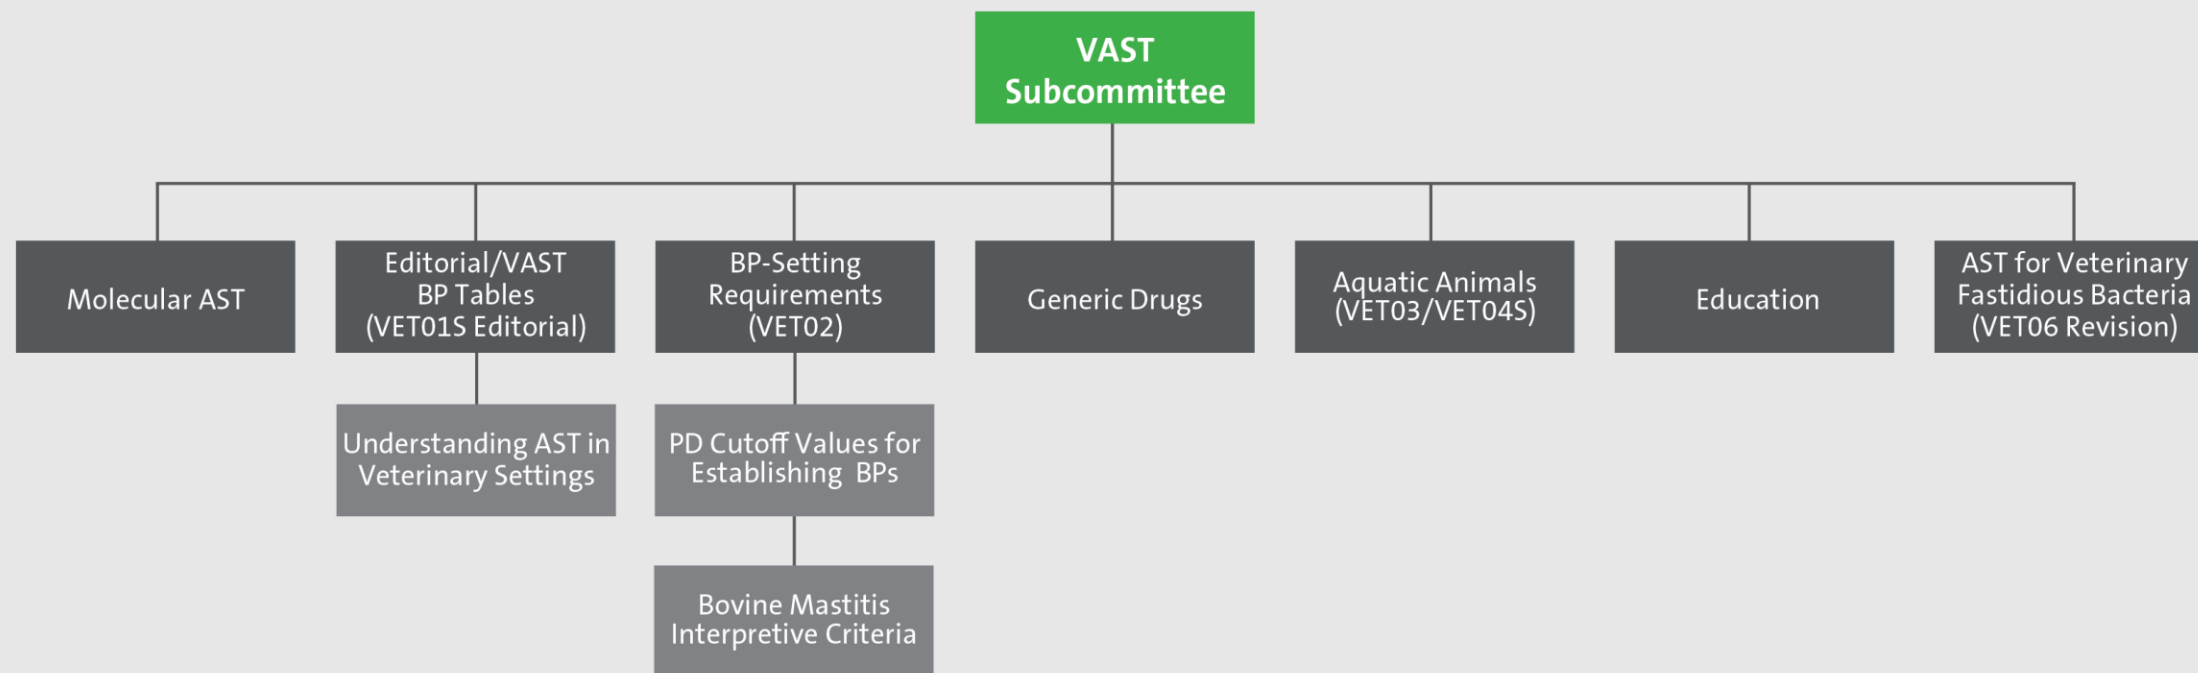 VAST
Subcommittee
Molecular AST
Editorial/VAST
BP Tables
(VET01S Editorial)
BP-Setting
Requirements
(VET02)
Generic Drugs
Aquatic Animals
(VET03/VET04S)
Education
AST for Veterinary
Fastidious Bacteria
(VET06 Revision)
Understanding AST in
Veterinary Settings
PD Cutoff Values for
Establishing BPs
Bovine Mastitis
Interpretive Criteria